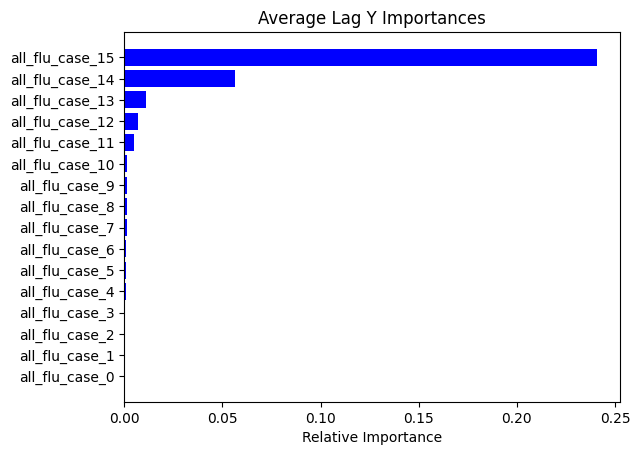 Average Lag Y Importances
all_flu_case_15
all_flu_case_14
all_flu_case_13
all_flu_case_12
all_flu_case_11
all_flu_case_10
all_flu_case_9
all_flu_case_8
all_flu_case_7
all_flu_case_6
all_flu_case_5
all_flu_case_4
all_flu_case_3
all_flu_case_2
all_flu_case_1
all_flu_case_0
0.00 0.05 0.10 0.15 0.20 0.25
Relative Importance